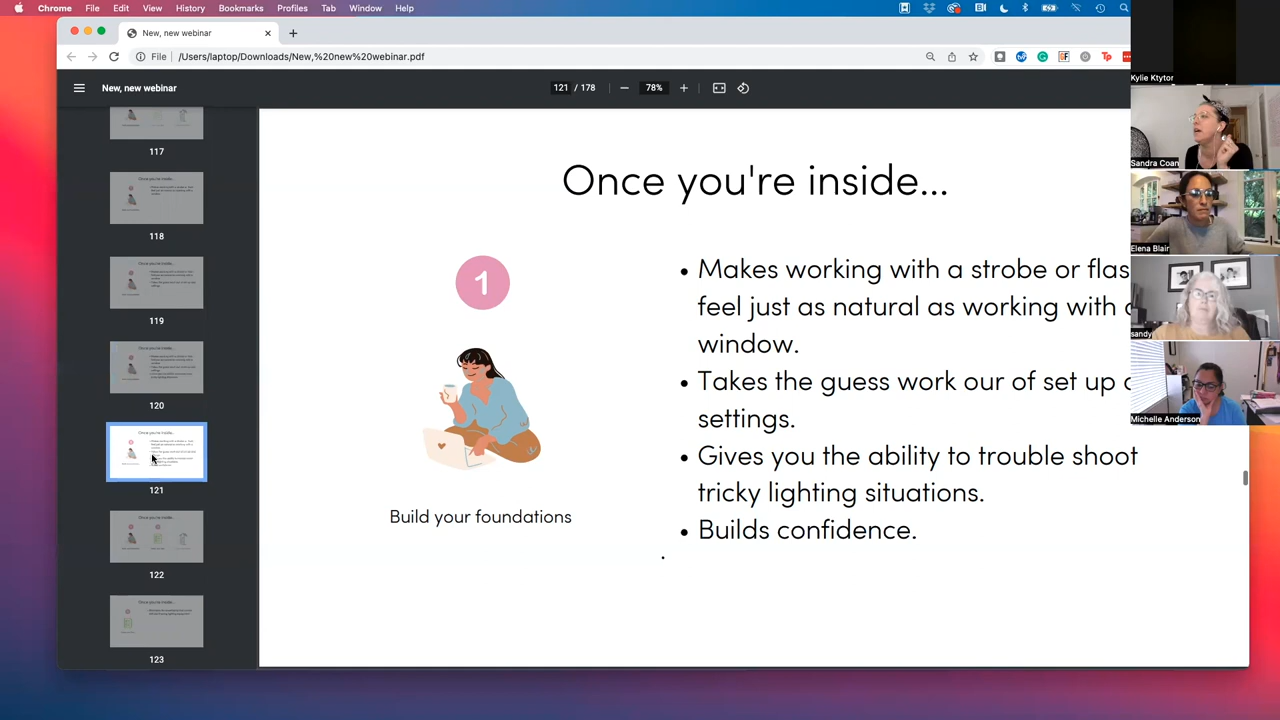 Chrome File Edit View History Bookmarks Profiles Tab Window Help
New, new webinar
File /Users/laptop/Downloads/New,%20new%20webinar.pdf
New, new webinar 121 / 178 78%
117
118
119
120
121
122
123
Once you're inside...
1
Build your foundations
• Makes working with a strobe or flas
feel just as natural as working with
window.
• Takes the guess work our of set up
settings.
• Gives you the ability to trouble shoot
tricky lighting situations.
• Builds confidence.
.
Kylie Ktytor
Sandra Coan
Elena Blair
sandy
Michelle Anderson